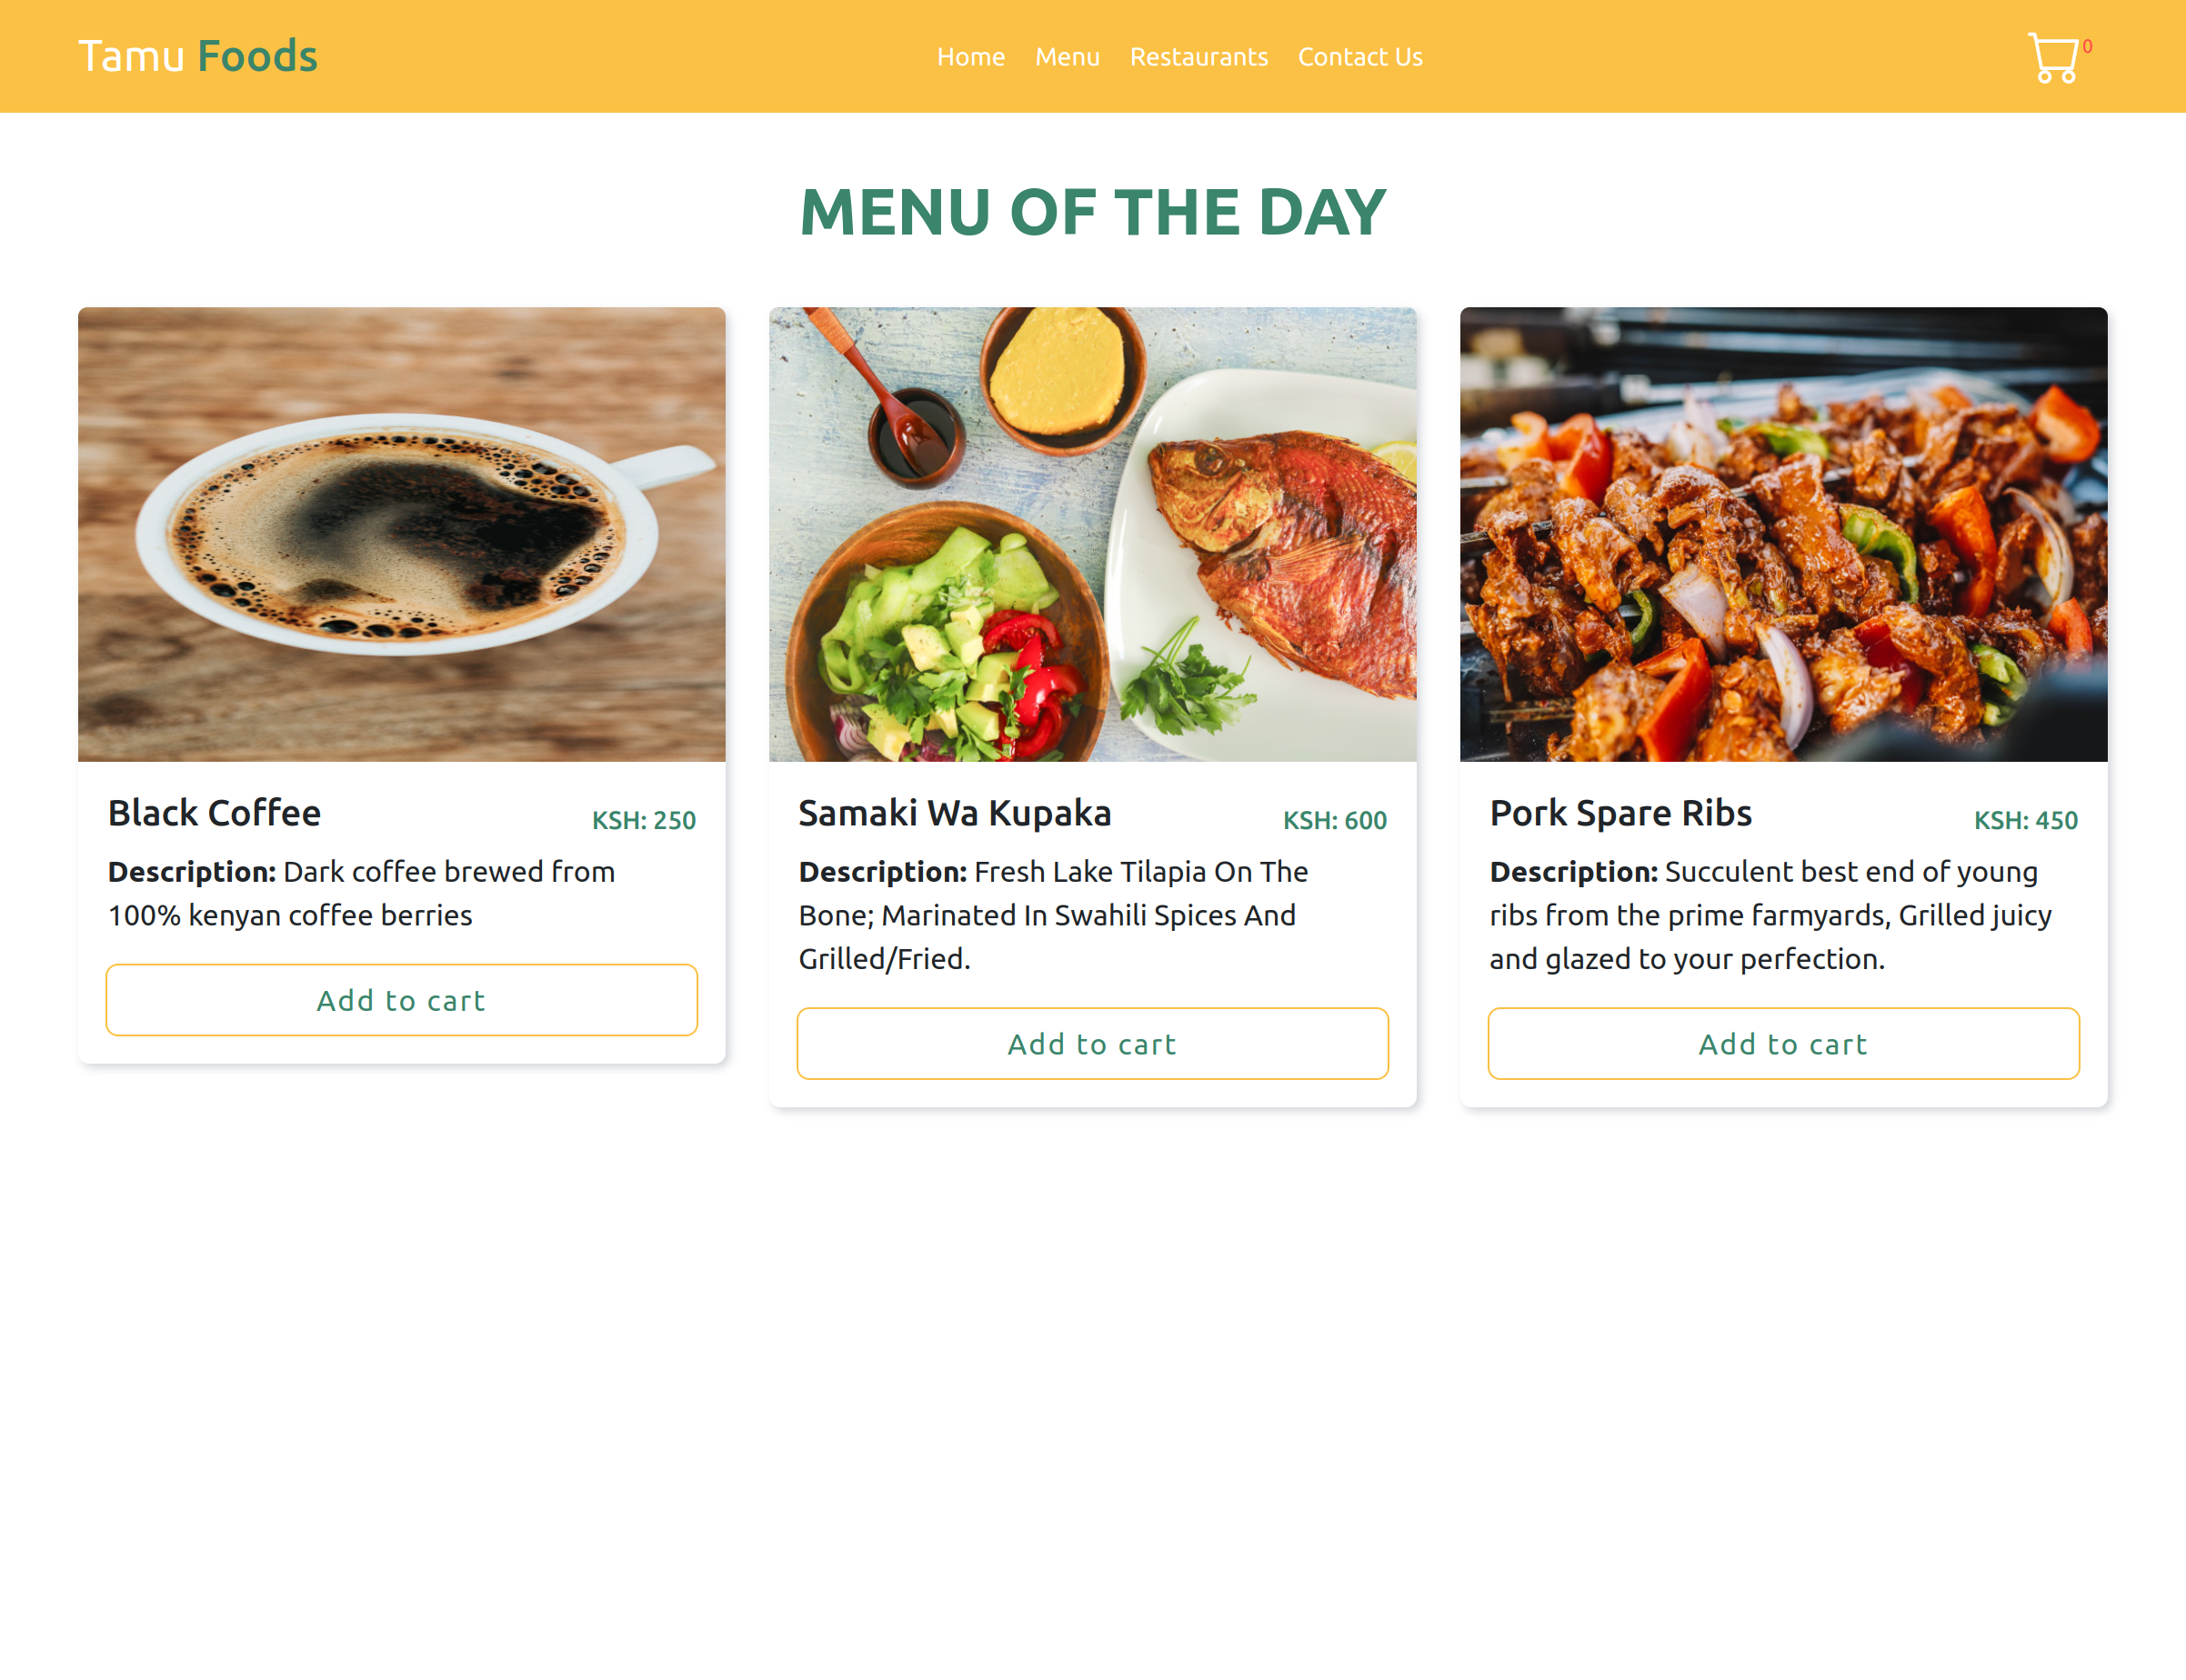 Tamu Foods
Home Menu Restaurants Contact Us
0
MENU OF THE DAY
Black Coffee
KSH: 250
Description: Dark coffee brewed from
100% kenyan coffee berries
Add to cart
Samaki Wa Kupaka
KSH: 600
Description: Fresh Lake Tilapia On The
Bone; Marinated In Swahili Spices And
Grilled/Fried.
Add to cart
Pork Spare Ribs
KSH: 450
Description: Succulent best end of young
ribs from the prime farmyards, Grilled juicy
and glazed to your perfection.
Add to cart